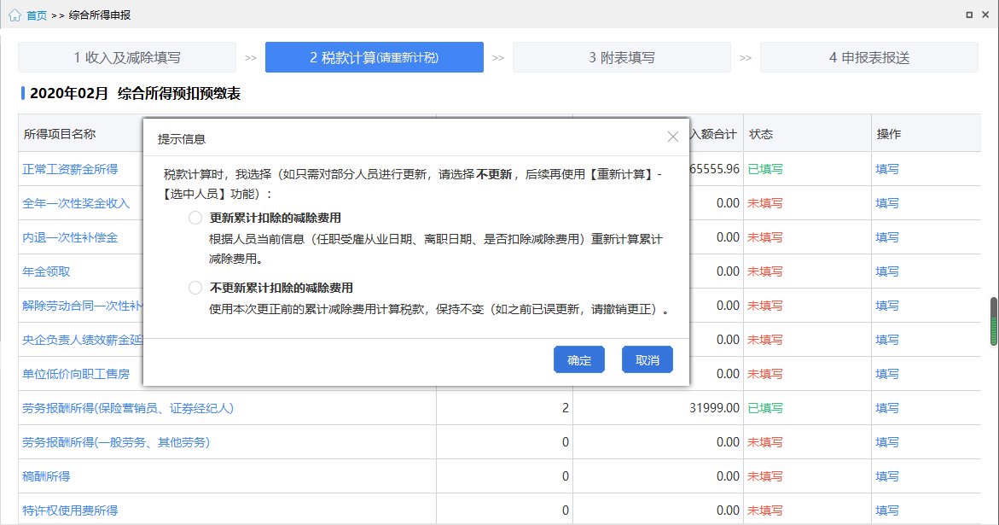 首页 >> 综合所得申报
1 收入及减除填写 >> 2 税款计算(请重新计税) >> 3 附表填写 >> 4 申报表报送
2020年02月 综合所得预扣预缴表
所得项目名称 入额合计 状态 操作
提示信息
税款计算时，我选择（如只需对部分人员进行更新，请选择不更新，后续再使用【重新计算】-
【选中人员】功能）：
更新累计扣除的减除费用
根据人员当前信息（任职受雇从业日期、离职日期、是否扣除减除费用）重新计算累计
减除费用。
不更新累计扣除的减除费用
使用本次更正前的累计减除费用计算税款，保持不变（如之前已误更新，请撤销更正）。
确定 取消
正常工资薪金所得 65555.96 已填写 填写
全年一次性奖金收入 0.00 未填写 填写
内退一次性补偿金 0.00 未填写 填写
年金领取 0.00 未填写 填写
解除劳动合同一次性补 0.00 未填写 填写
央企负责人绩效薪金延 0.00 未填写 填写
单位低价向职工售房 0.00 未填写 填写
劳务报酬所得(保险营销员、证券经纪人) 2 31999.00 已填写 填写
劳务报酬所得(一般劳务、其他劳务) 0 0.00 未填写 填写
稿酬所得 0 0.00 未填写 填写
特许权使用费所得 0 0.00 未填写 填写